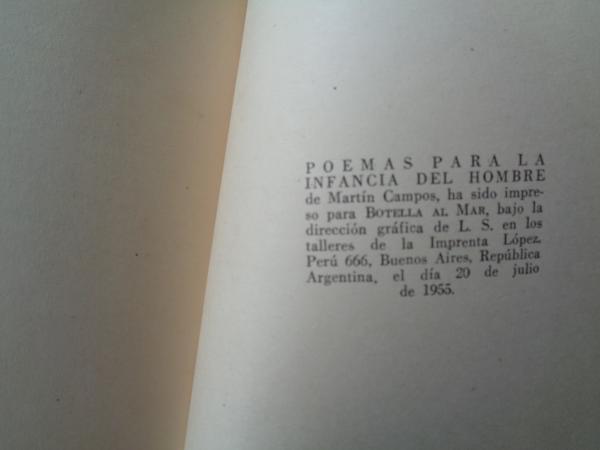 POEMAS PARA LA
INFANCIA DEL HOMBRE
de Martín Campos, ha sido impre-
so para BOTELLA AL MAR, bajo la
dirección gráfica de L. S. en los
talleres de la Imprenta López,
Perú 666, Buenos Aires, República
Argentina, el día 20 de julio
de 1955.